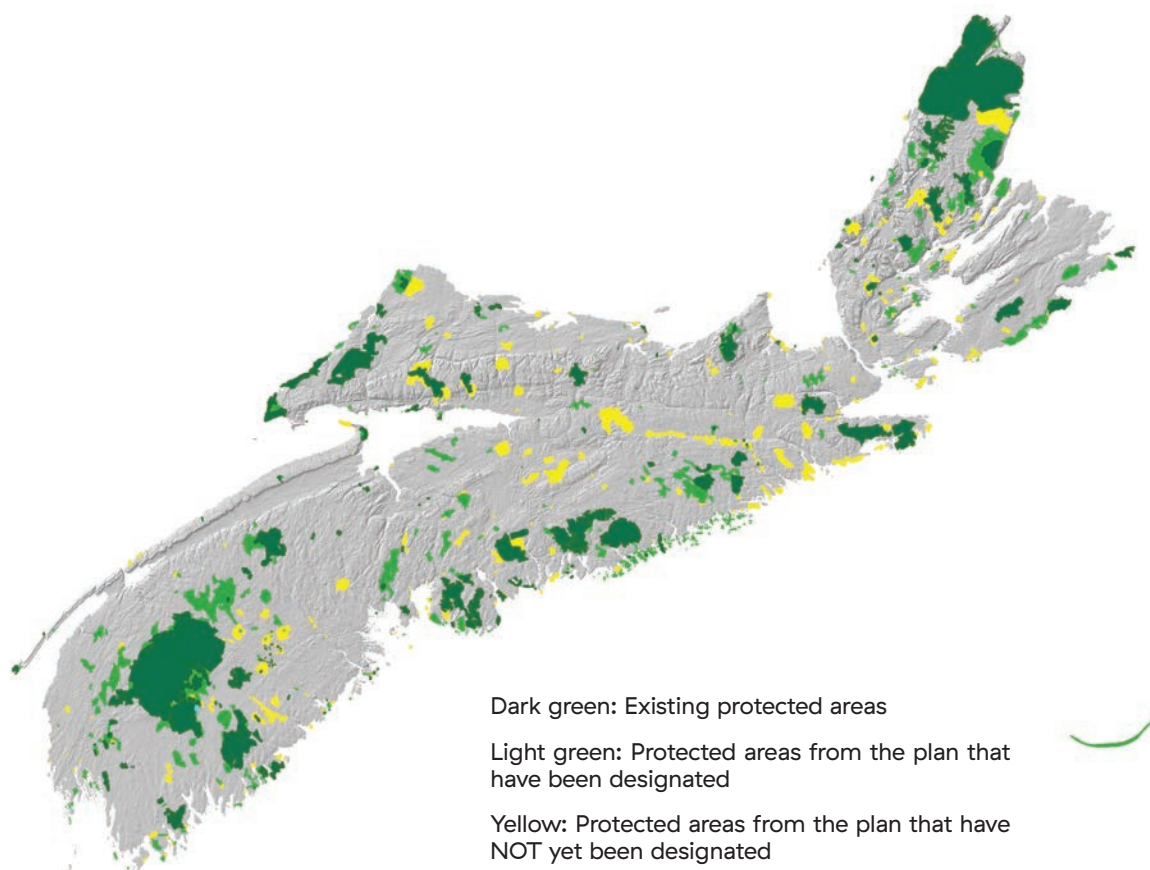 Dark green: Existing protected areas
Light green: Protected areas from the plan that
have been designated
Yellow: Protected areas from the plan that have
NOT yet been designated